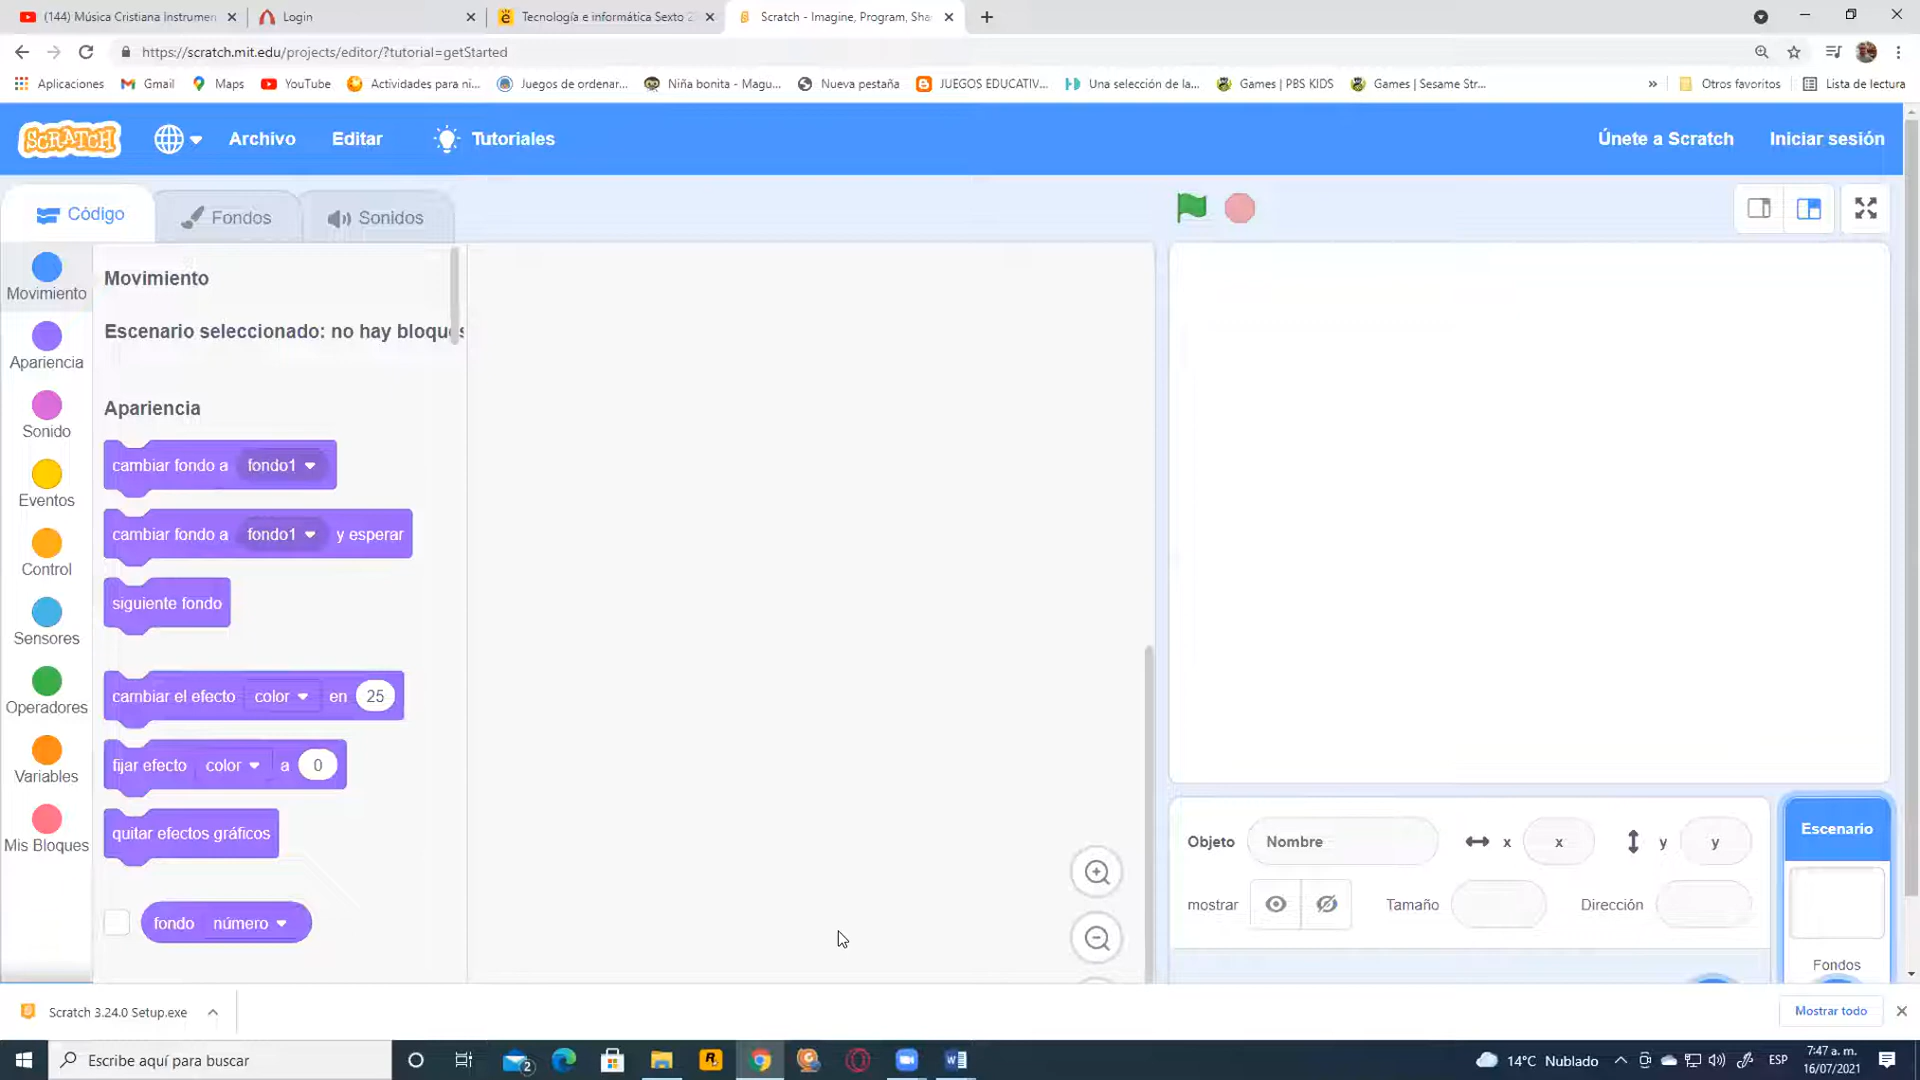 (144) Música Cristiana Instrumen
Login
Tecnología e informática Sexto 2
Scratch - Imagine, Program, Sha
https://scratch.mit.edu/projects/editor/?tutorial=getStarted
Aplicaciones
Gmail
Maps
YouTube
Actividades para ni...
Juegos de ordenar...
Niña bonita - Magu...
Nueva pestaña
JUEGOS EDUCATIV...
Una selección de la...
Games | PBS KIDS
Games | Sesame Str...
»
Otros favoritos
Lista de lectura
SCRATCH
Archivo
Editar
Tutoriales
Únete a Scratch
Iniciar sesión
Código
Fondos
Sonidos
Movimiento
Apariencia
Sonido
Eventos
Control
Sensores
Operadores
Variables
Mis Bloques
Movimiento
Escenario seleccionado: no hay bloques
Apariencia
cambiar fondo a fondo1
cambiar fondo a fondo1 y esperar
siguiente fondo
cambiar el efecto color en 25
fijar efecto color a 0
quitar efectos gráficos
fondo número
Objeto Nombre x x y y
mostrar Tamaño Dirección
Escenario
Fondos
Scratch 3.24.0 Setup.exe
Mostrar todo
Escribe aquí para buscar
2
14°C Nublado
ESP
7:47 a. m.
16/07/2021